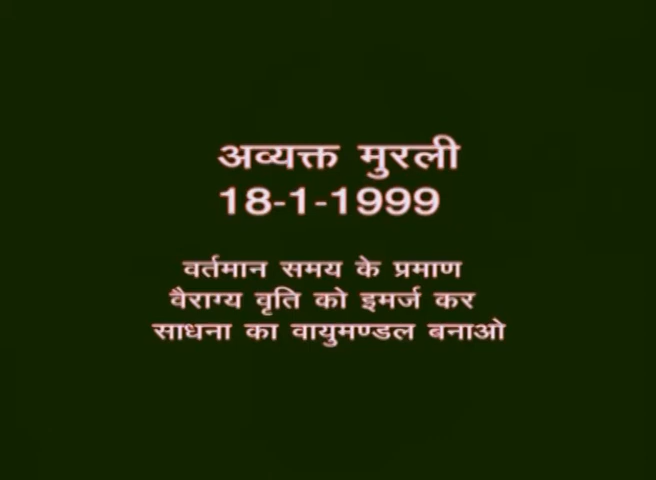 अव्यक्त मुरली
18-1-1999
वर्तमान समय के प्रमाण
वैराग्य वृति को इमर्ज कर
साधना का वायुमण्डल बनाओ